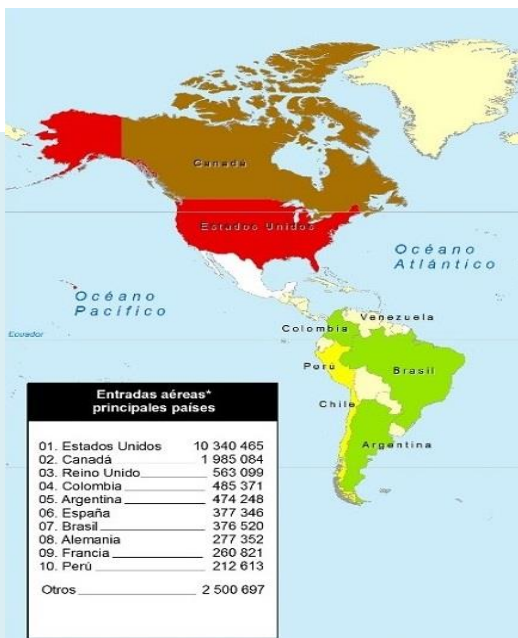 Canadá
Estados Unidos
Océano
Atlántico
Océano
Pacífico
Venezuela
Colombia
Ecuador
Perú
Brasil
Chile
Argentina
Entradas aéreas*
principales países
01. Estados Unidos 10 340 465
02. Canadá 1 985 084
03. Reino Unido 563 099
04. Colombia 485 371
05. Argentina 474 248
06. España 377 346
07. Brasil 376 520
08. Alemania 277 352
09. Francia 260 821
10. Perú 212 613
Otros 2 500 697